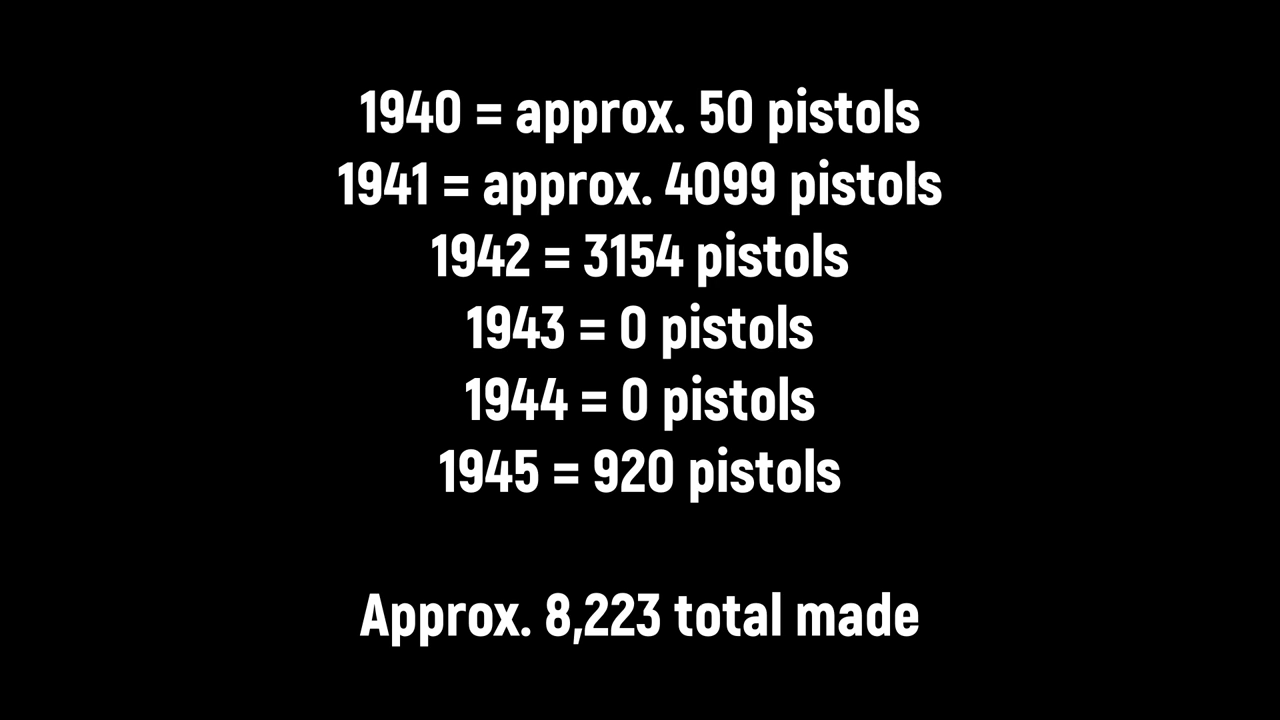 1940 = approx. 50 pistols
1941 = approx. 4099 pistols
1942 = 3154 pistols
1943 = 0 pistols
1944 = 0 pistols
1945 = 920 pistols
Approx. 8,223 total made